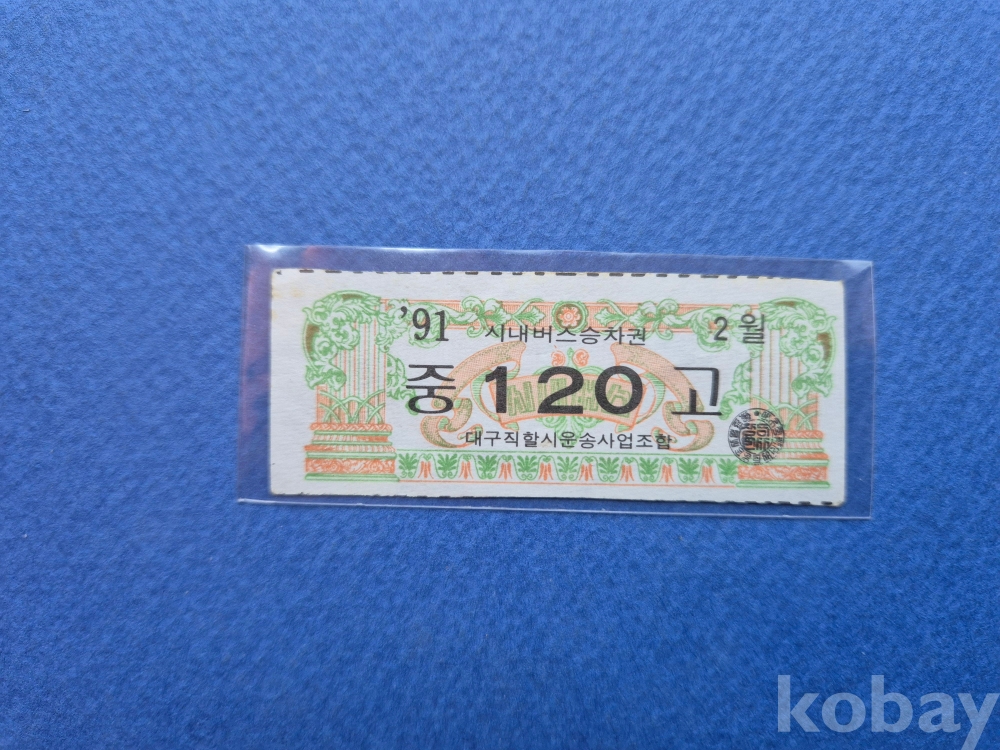 '91 시내버스승차권 2월
중 120 고
대구직할시운송사업조합
kobay